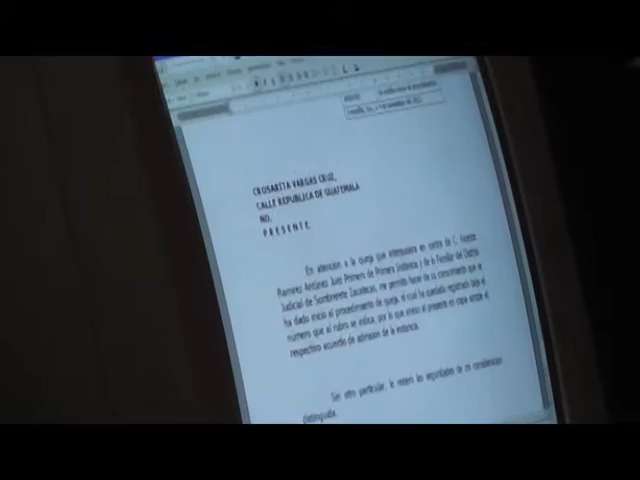 CROSARITA VARGAS CRUZ,
CALLE REPUBLICA DE GUATEMALA
NO.
P R E S E N T E.
En atención a la queja que interpusiera en contra de C. Vicente
Ramírez Antúnez Juez Primero de Primera Instancia y de lo Familiar del Distrito
Judicial de Sombrerete Zacatecas, me permito hacer de su conocimiento que se
ha dado inicio al procedimiento de queja, el cual ha quedado registrado bajo el
número que al rubro se indica, por lo que envío el presente en copia simple el
respectivo acuerdo de admisión de la instancia.
Sin otro particular, le reitero las seguridades de mi consideración
distinguida.